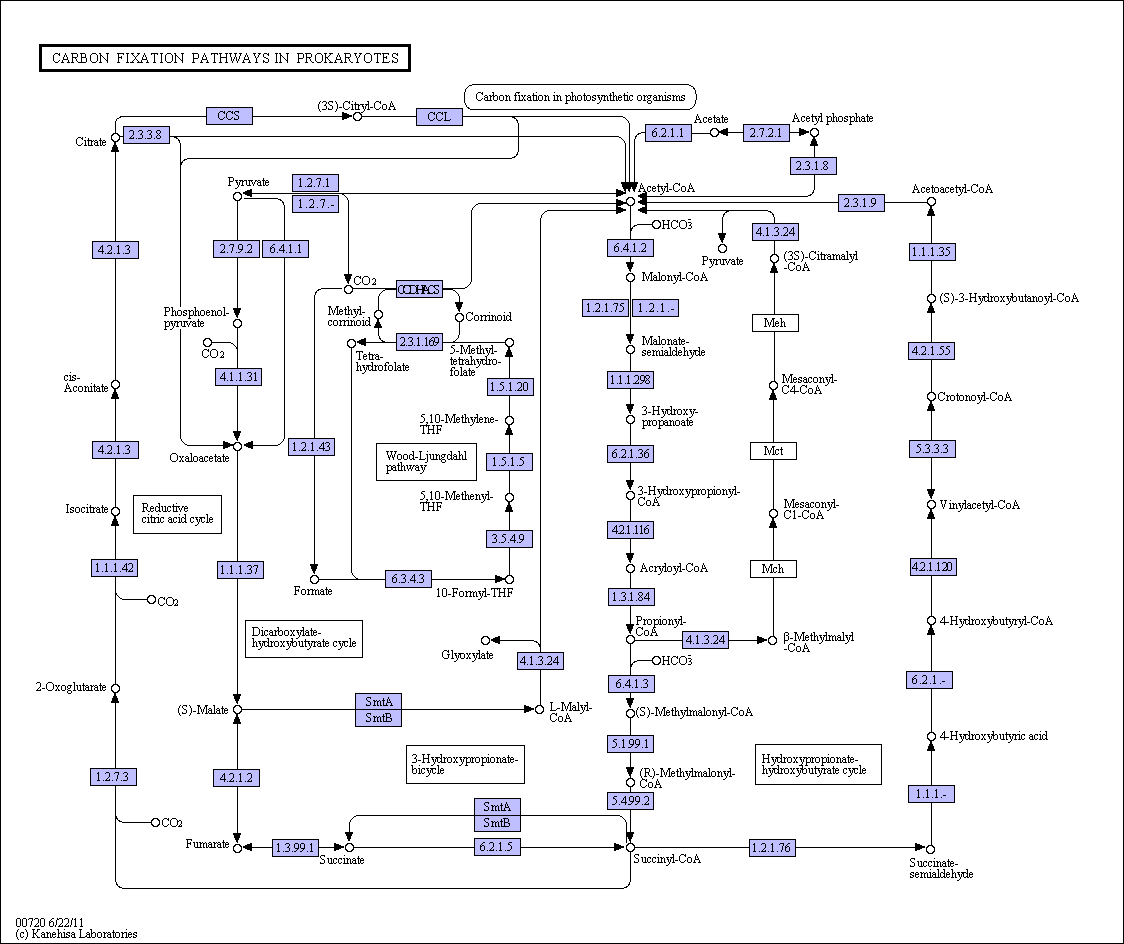 CARBON FIXATION PATHWAYS IN PROKARYOTES
Carbon fixation in photosynthetic organisms
(3S)-Citryl-CoA
CCS
CCL
Citrate
2.3.3.8
6.2.1.1
Acetate
2.7.2.1
Acetyl phosphate
2.3.1.8
Pyruvate
1.2.7.1
1.2.7.-
Acetyl-CoA
2.3.1.9
Acetoacetyl-CoA
4.2.1.3
2.7.9.2
6.4.1.1
HCO3-
6.4.1.2
Pyruvate
4.1.3.24
(3S)-Citramalyl
-CoA
1.1.1.35
CO2
Malonyl-CoA
(S)-3-Hydroxybutanoyl-CoA
Phosphoenol-
pyruvate
Methyl-
corrinoid
Corrinoid
1.2.1.75
1.2.1.-
Meh
CO2
2.3.1.169
Tetra-
hydrofolate
5-Methyl-
tetrahydro-
folate
Malonate-
semialdehyde
4.2.1.55
cis-
Aconitate
4.1.1.31
1.5.1.20
1.1.1.298
Mesaconyl-
C4-CoA
Crotonoyl-CoA
5,10-Methylene-
THF
3-Hydroxy-
propanoate
4.2.1.3
Oxaloacetate
1.2.1.43
Wood-Ljungdahl
pathway
1.5.1.5
6.2.1.36
Mct
5.3.3.3
Isocitrate
Reductive
citric acid cycle
5,10-Methenyl-
THF
3-Hydroxypropionyl-
CoA
Mesaconyl-
C1-CoA
Vinylacetyl-CoA
3.5.4.9
4.2.1.116
1.1.1.42
1.1.1.37
Formate
6.3.4.3
10-Formyl-THF
Acryloyl-CoA
Mch
4.2.1.120
CO2
1.3.1.84
Dicarboxylate-
hydroxybutyrate cycle
Glyoxylate
4.1.3.24
Propionyl-
CoA
4.1.3.24
β-Methylmalyl
-CoA
4-Hydroxybutyryl-CoA
HCO3-
2-Oxoglutarate
6.4.1.3
6.2.1.-
(S)-Malate
SmtA
SmtB
L-Malyl-
CoA
(S)-Methylmalonyl-CoA
4-Hydroxybutyric acid
1.2.7.3
4.2.1.2
3-Hydroxypropionate-
bicycle
5.1.99.1
Hydroxypropionate-
hydroxybutyrate cycle
(R)-Methylmalonyl-
CoA
1.1.1.-
CO2
SmtA
SmtB
5.4.99.2
Fumarate
1.3.99.1
Succinate
6.2.1.5
Succinyl-CoA
1.2.1.76
Succinate-
semialdehyde
00720 6/22/11
(c) Kanehisa Laboratories